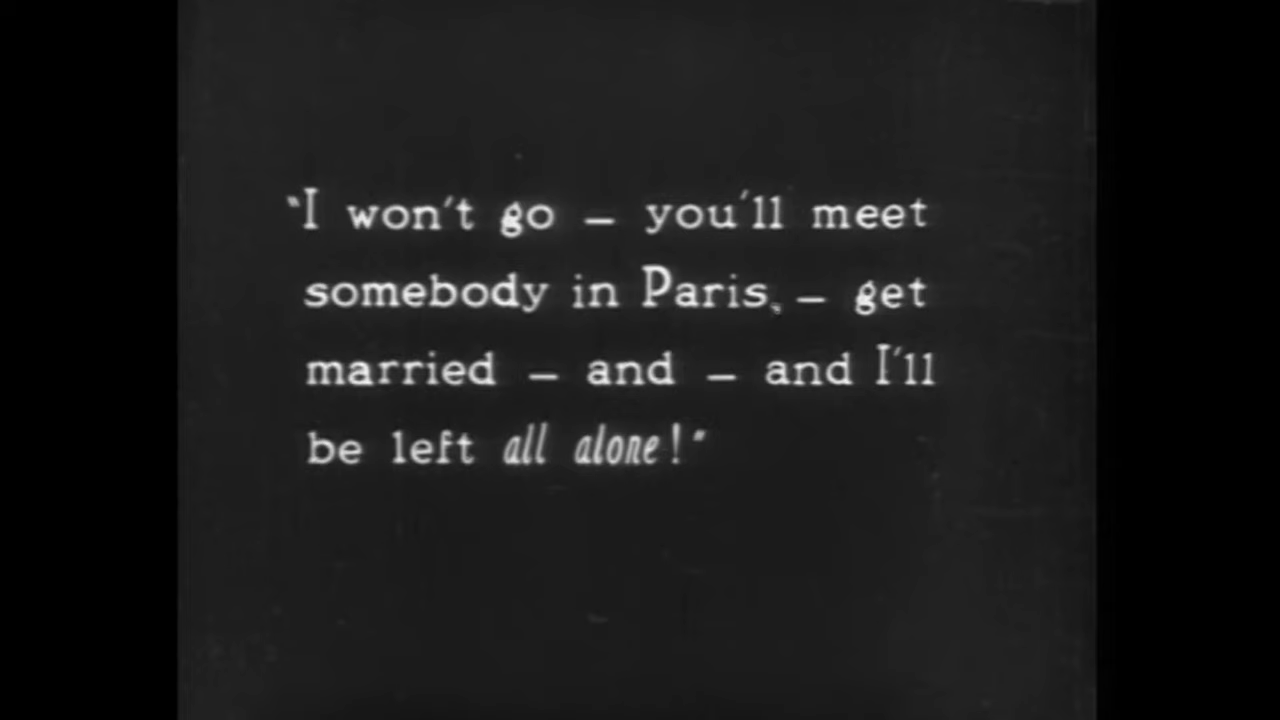 "I won't go – you'll meet
somebody in Paris, – get
married – and – and I'll
be left all alone!"